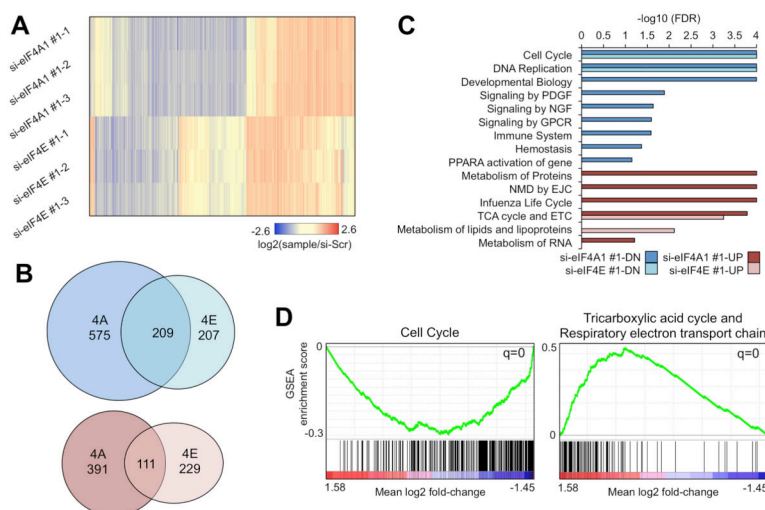 A
si-eIF4A1 #1-1
si-eIF4A1 #1-2
si-eIF4A1 #1-3
si-eIF4E #1-1
si-eIF4E #1-2
si-eIF4E #1-3
-2.6 2.6
log2(sample/si-Scr)
B
4A
575
209
4E
207
4A
391
111
4E
229
C
-log10 (FDR)
0 0.5 1 1.5 2 2.5 3 3.5 4
Cell Cycle
DNA Replication
Developmental Biology
Signaling by PDGF
Signaling by NGF
Signaling by GPCR
Immune System
Hemostasis
PPARA activation of gene
Metabolism of Proteins
NMD by EJC
Infuenza Life Cycle
TCA cycle and ETC
Metabolism of lipids and lipoproteins
Metabolism of RNA
si-eIF4A1 #1-DN si-eIF4A1 #1-UP
si-eIF4E #1-DN si-eIF4E #1-UP
D
Cell Cycle
q=0
GSEA
enrichment score
0
-0.3
1.58 -1.45
Mean log2 fold-change
Tricarboxylic acid cycle and
Respiratory electron transport chain
q=0
0.5
0
1.58 -1.45
Mean log2 fold-change